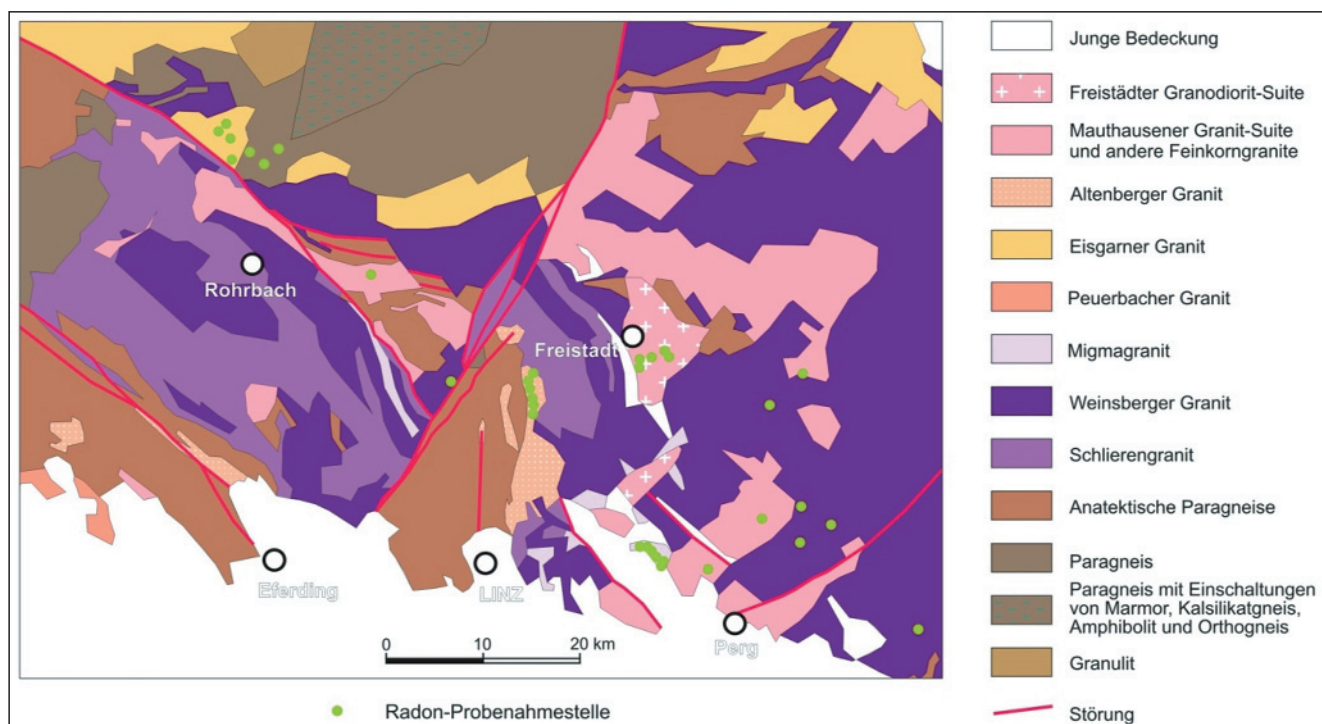 Rohrbach
Freistadt
Eferding
LINZ
Perg
0 10 20 km
Radon-Probenahmestelle
Junge Bedeckung
Freistädter Granodiorit-Suite
Mauthausener Granit-Suite
und andere Feinkorngranite
Altenberger Granit
Eisgarner Granit
Peuerbacher Granit
Migmagranit
Weinsberger Granit
Schlierengranit
Anatektische Paragneise
Paragneis
Paragneis mit Einschaltungen
von Marmor, Kalsilikatgneis,
Amphibolit und Orthogneis
Granulit
Störung